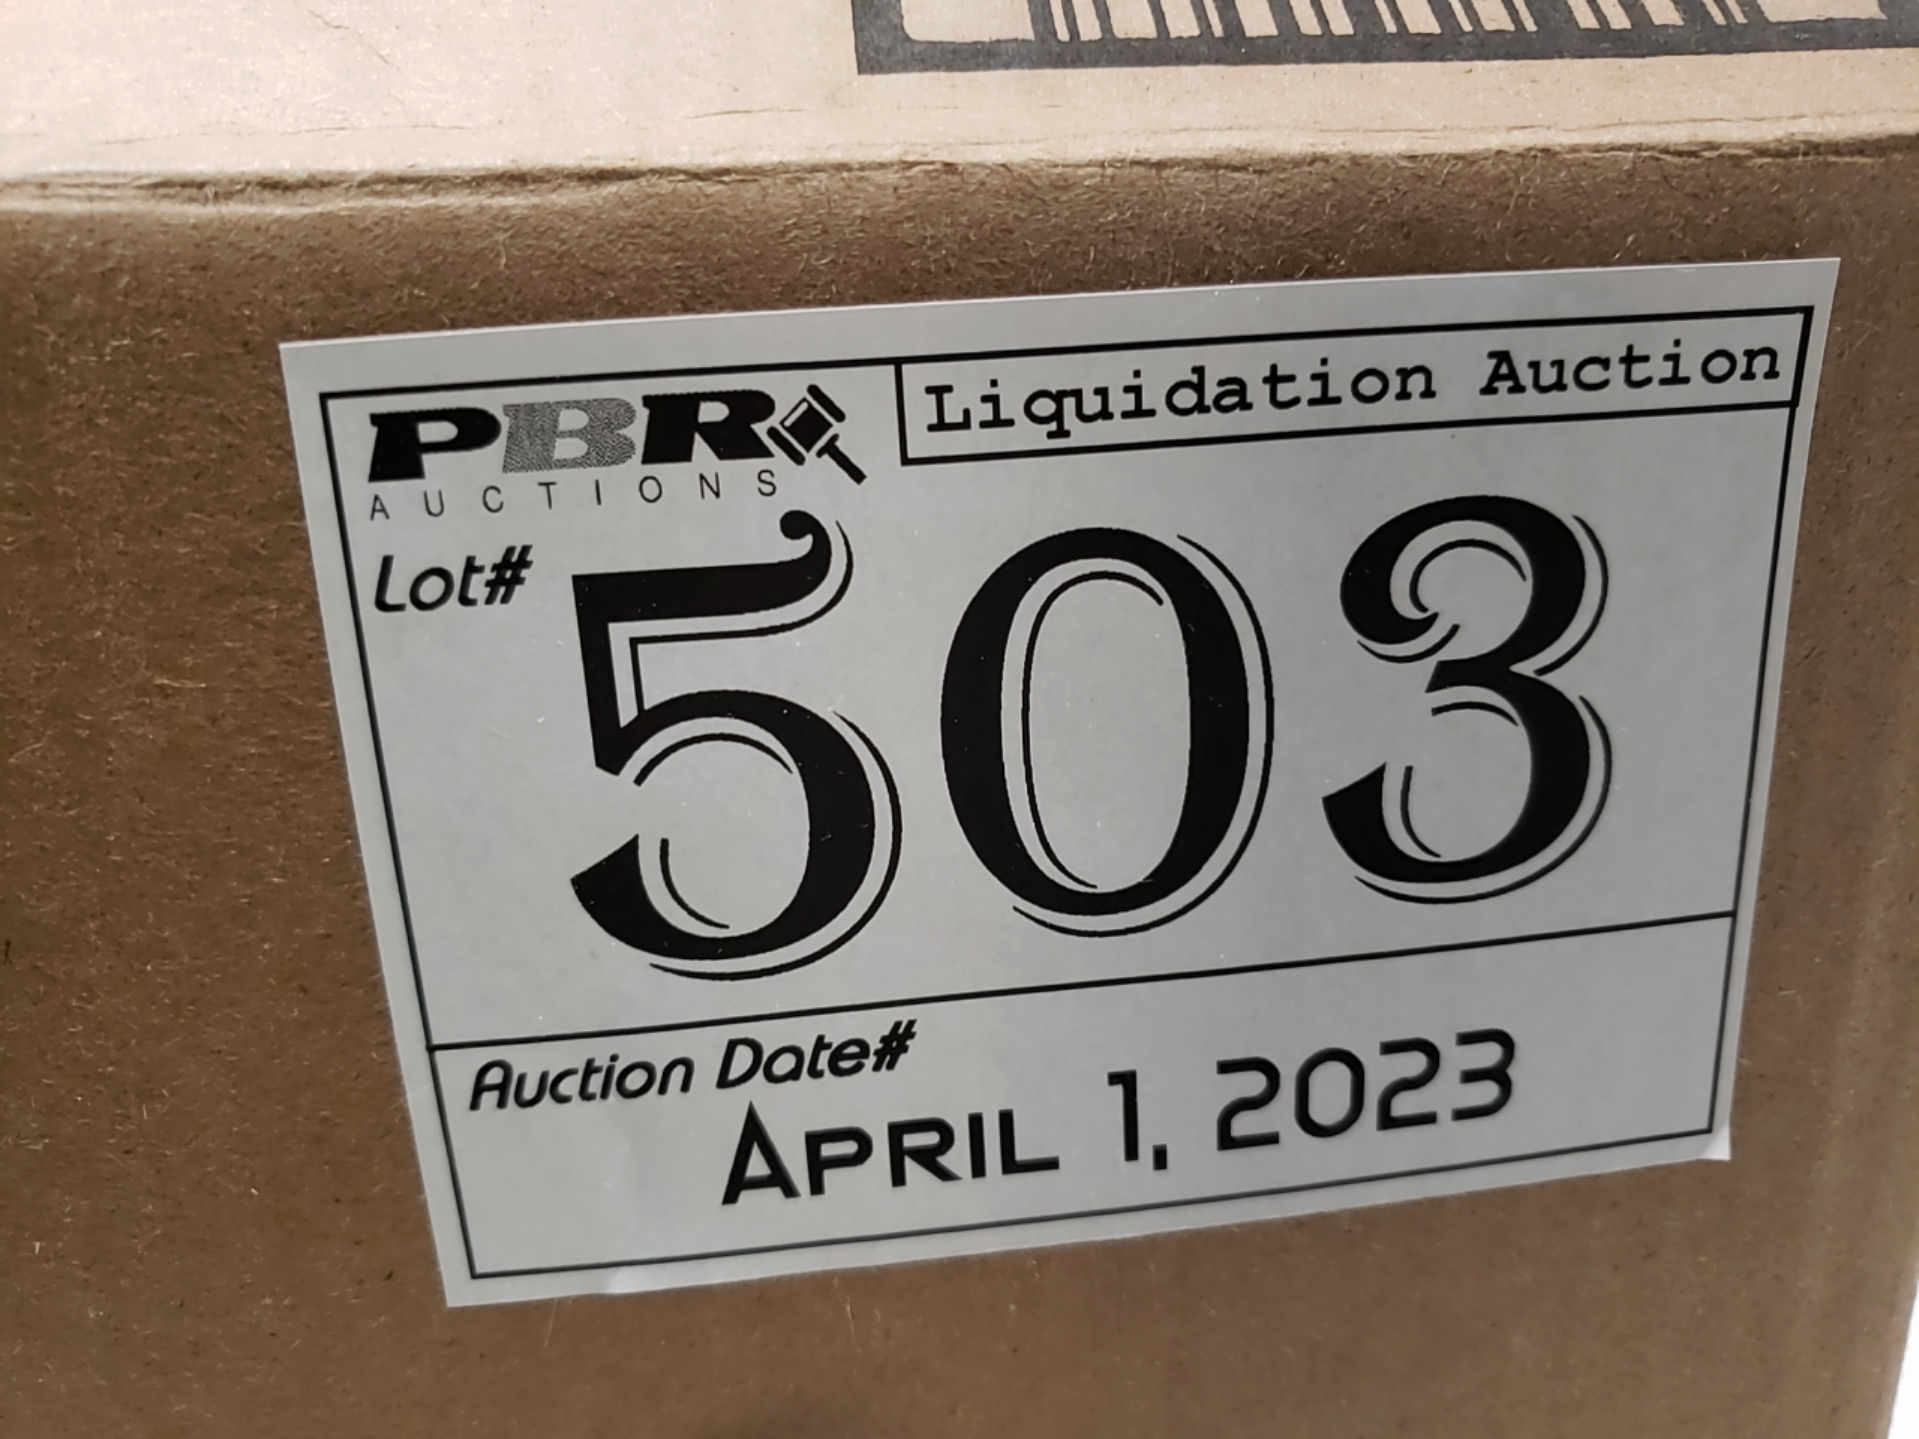 PBR
AUCTIONS
Liquidation Auction
Lot#
503
Auction Date#
APRIL 1, 2023